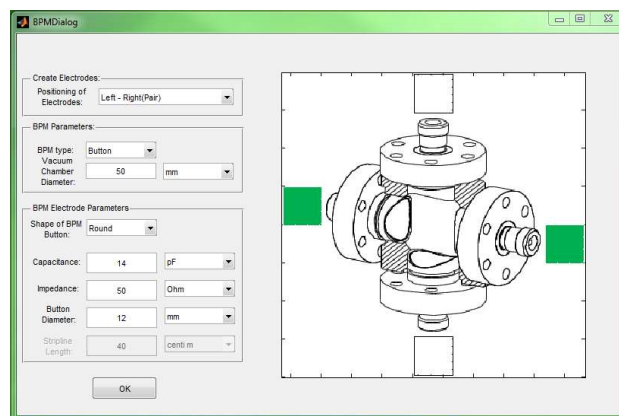 BPMDialog
Create Electrodes:
Positioning of
Electrodes:
Left - Right(Pair)
BPM Parameters:
BPM type:
Button
Vacuum
Chamber
Diameter:
50
mm
BPM Electrode Parameters
Shape of BPM
Button:
Round
Capacitance:
14
pF
Impedance:
50
Ohm
Button
Diameter:
12
mm
Stripline
Length:
40
centi m
OK